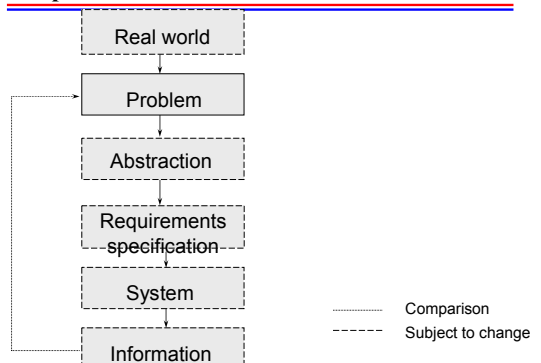 Real world
Problem
Abstraction
Requirements
specification
System
Information
Comparison
Subject to change